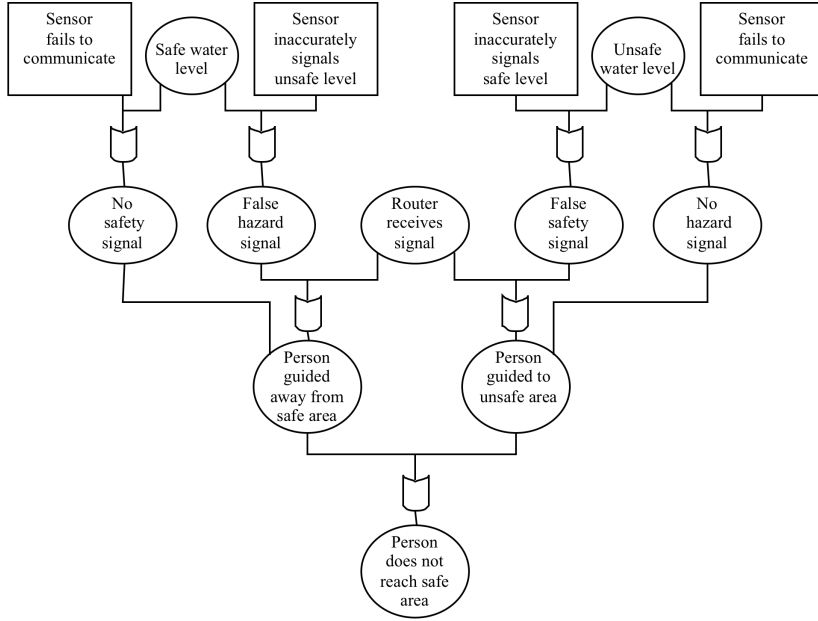 Sensor
fails to
communicate
Safe water
level
Sensor
inaccurately
signals
unsafe level
Sensor
inaccurately
signals
safe level
Unsafe
water level
Sensor
fails to
communicate
No
safety
signal
False
hazard
signal
Router
receives
signal
False
safety
signal
No
hazard
signal
Person
guided
away from
safe area
Person
guided to
unsafe area
Person
does not
reach safe
area